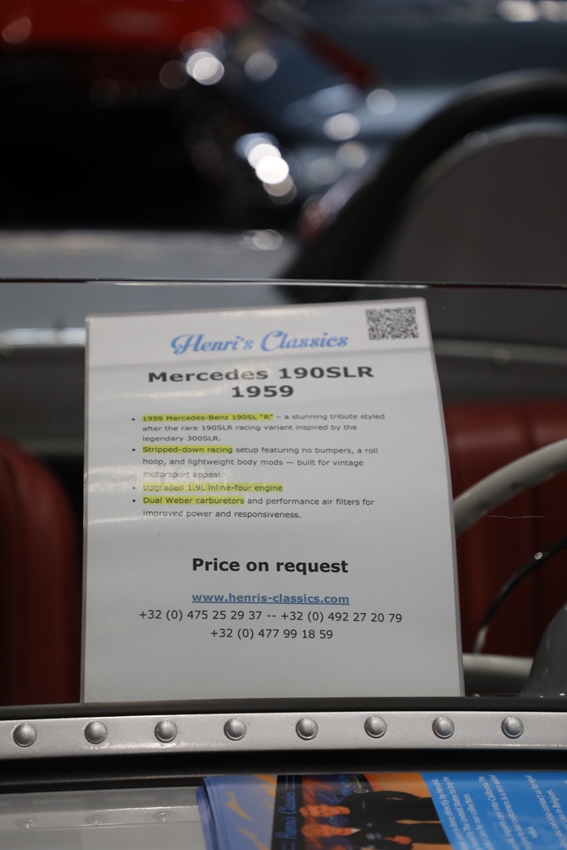 Henri's Classics
Mercedes 190SLR
1959
• 1959 Mercedes-Benz 190SL "R" – a stunning tribute styled
after the rare 190SLR racing variant inspired by the
legendary 300SLR.
• Stripped-down racing setup featuring no bumpers, a roll
hoop, and lightweight body mods — built for vintage
motorsport appeal.
• Upgraded 1.9L inline-four engine
• Dual Weber carburetors and performance air filters for
improved power and responsiveness.
Price on request
www.henris-classics.com
+32 (0) 475 25 29 37 -- +32 (0) 492 27 20 79
+32 (0) 477 99 18 59
Henri's Classics